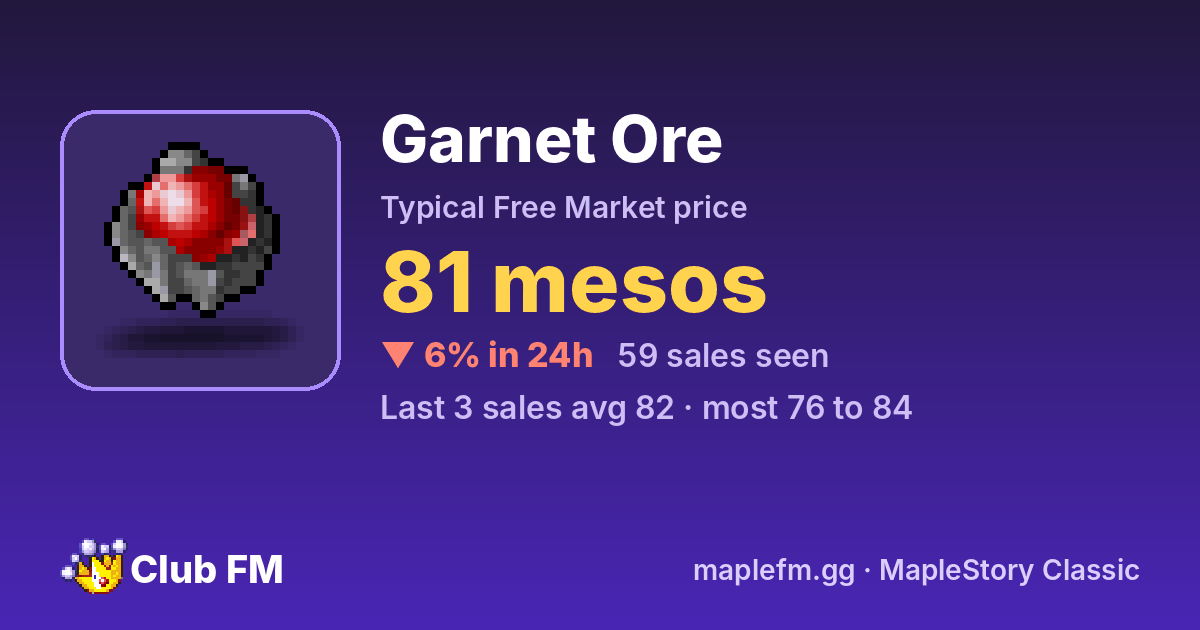 Garnet Ore
Typical Free Market price
81 mesos
▼ 6% in 24h 59 sales seen
Last 3 sales avg 82 · most 76 to 84
Club FM
maplefm.gg · MapleStory Classic